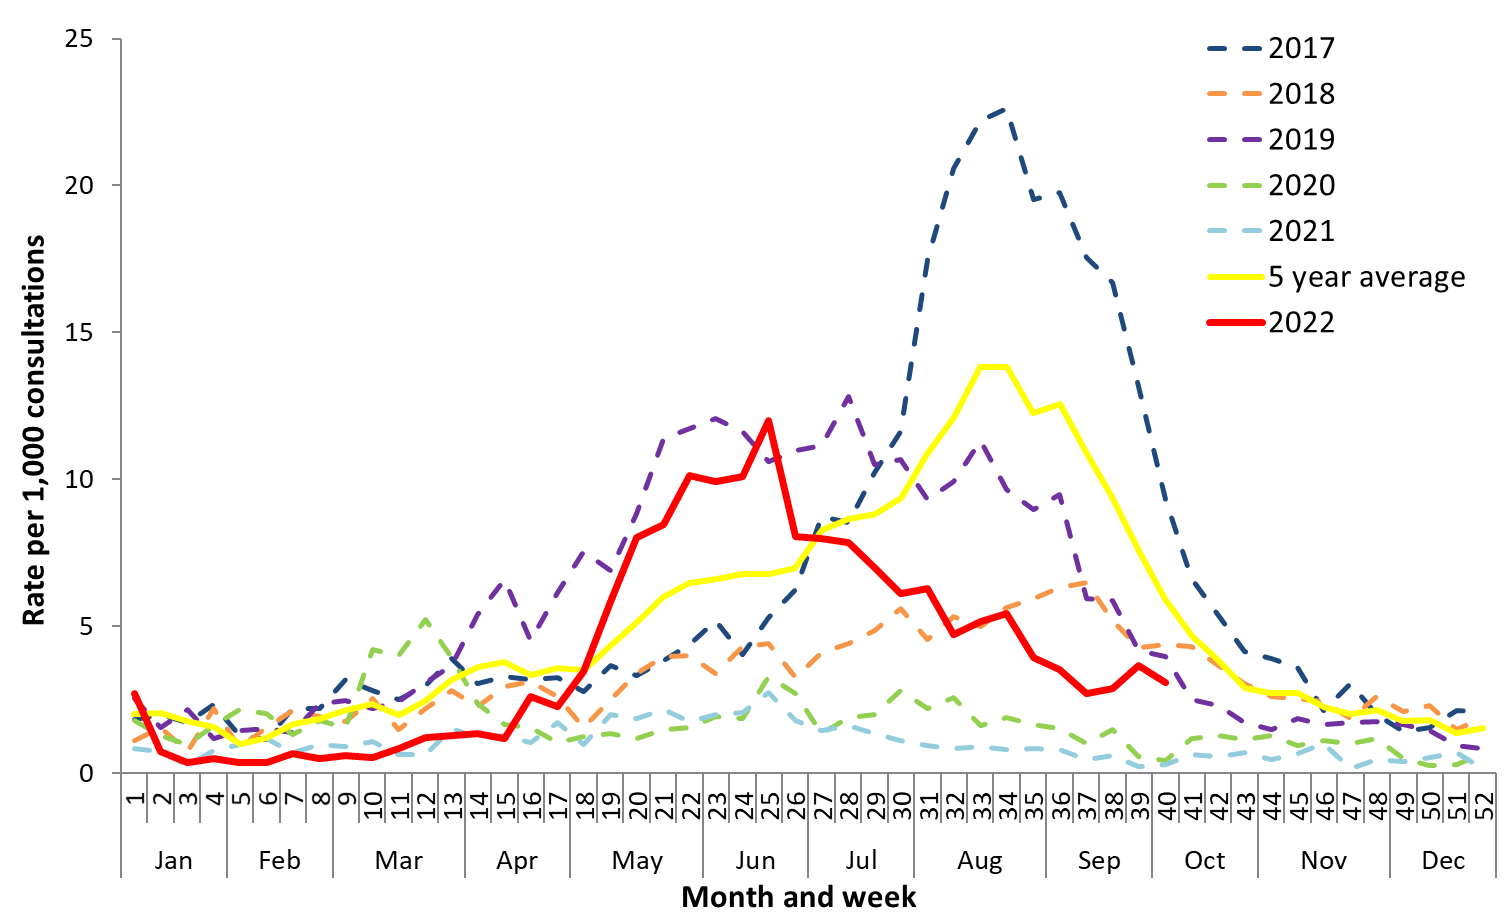 25
20
15
10
5
0
Rate per 1,000 consultations
2017
2018
2019
2020
2021
5 year average
2022
1 2 3 4 5 6 7 8 9 10 11 12 13 14 15 16 17 18 19 20 21 22 23 24 25 26 27 28 29 30 31 32 33 34 35 36 37 38 39 40 41 42 43 44 45 46 47 48 49 50 51 52
Jan Feb Mar Apr May Jun Jul Aug Sep Oct Nov Dec
Month and week